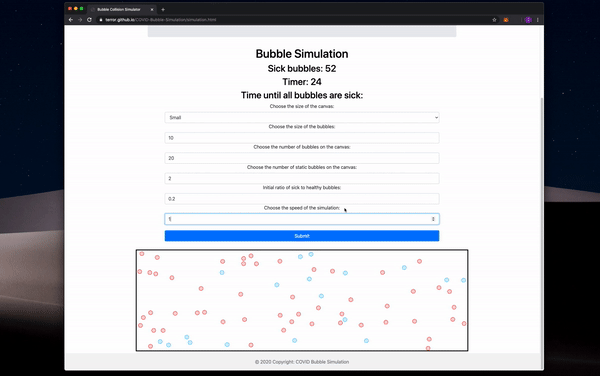 Bubble Collision Simulator
terror.github.io/COVID-Bubble-Simulation/simulation.html
Bubble Simulation
Sick bubbles: 52
Timer: 24
Time until all bubbles are sick:
Choose the size of the canvas:
Small
Choose the size of the bubbles:
10
Choose the number of bubbles on the canvas:
20
Choose the number of static bubbles on the canvas:
2
Initial ratio of sick to healthy bubbles:
0.2
Choose the speed of the simulation:
1
Submit
© 2020 Copyright: COVID Bubble Simulation